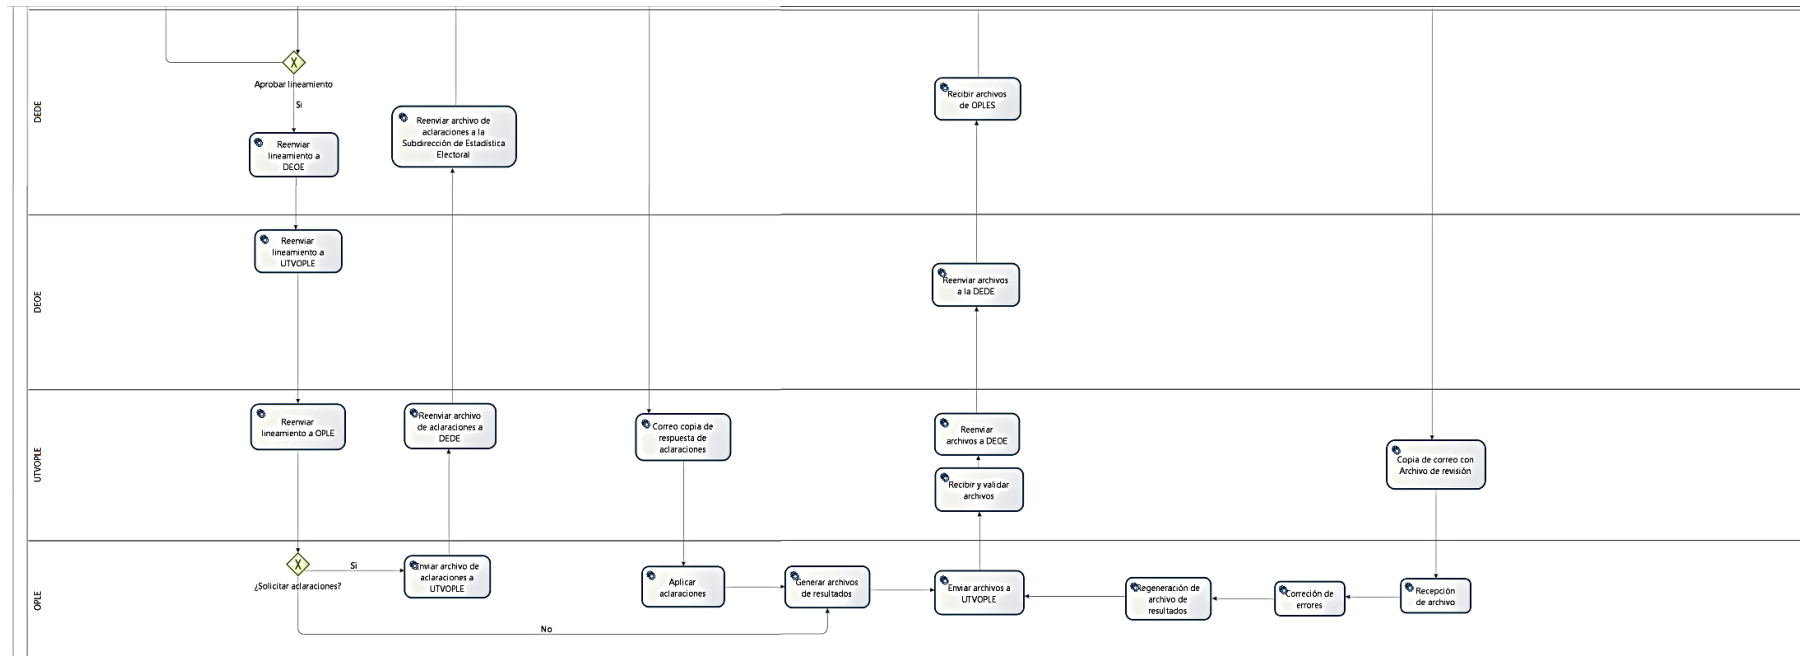 DEDE
Aprobar lineamiento
Si
Reenviar
lineamiento a
DEOE
Reenviar archivo de
aclaraciones a la
Subdirección de Estadística
Electoral
Recibir archivos
de OPLES
DEOE
Reenviar
lineamiento a
UTVOPLE
Reenviar archivos
a la DEDE
UTVOPLE
Reenviar
lineamiento a OPLE
Reenviar archivo
de aclaraciones a
DEDE
Correo copia de
respuesta de
aclaraciones
Reenviar
archivos a DEOE
Recibir y validar
archivos
Copia de correo con
Archivo de revisión
OPLE
¿Solicitar aclaraciones?
Si
Enviar archivo de
aclaraciones a
UTVOPLE
Aplicar
aclaraciones
Generar archivos
de resultados
Enviar archivos a
UTVOPLE
Regeneración de
archivo de
resultados
Correción de
errores
Recepción
de archivo
No